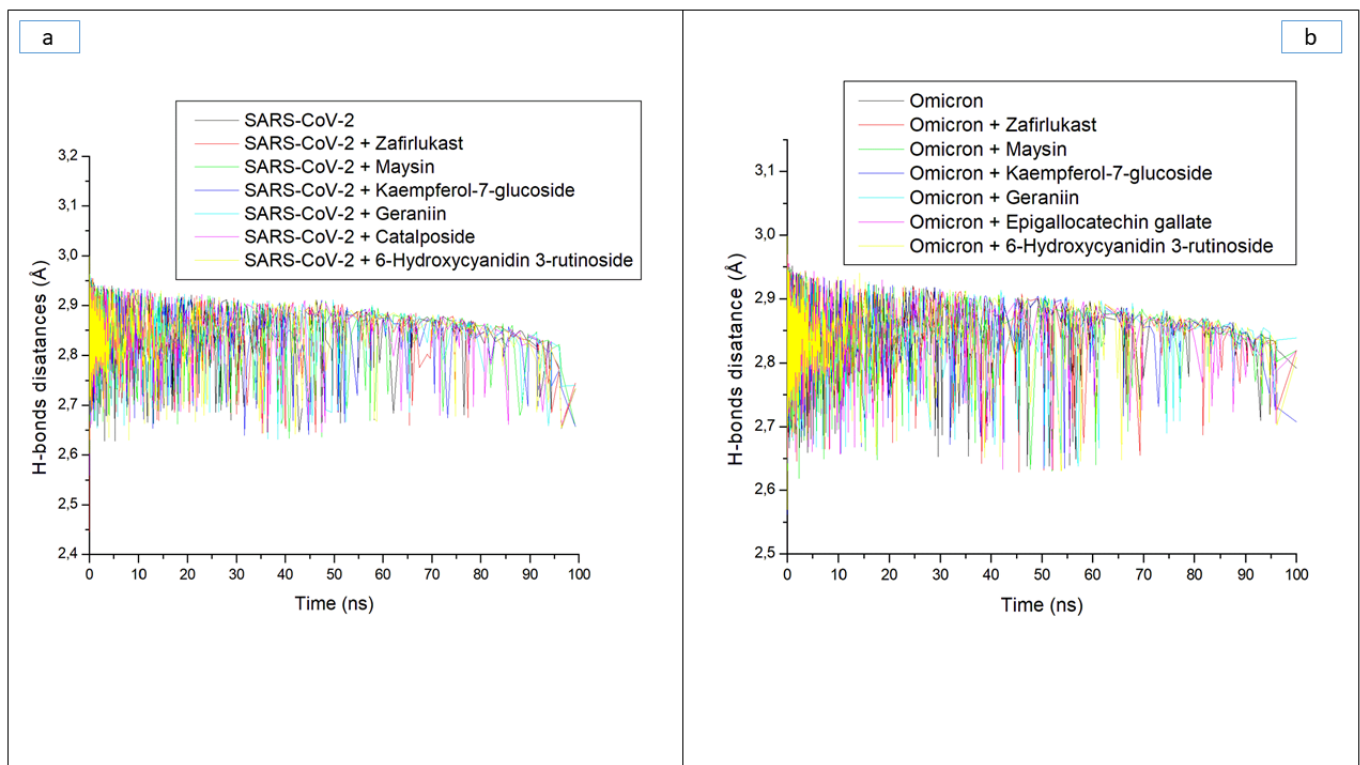 a
SARS-CoV-2
SARS-CoV-2 + Zafirlukast
SARS-CoV-2 + Maysin
SARS-CoV-2 + Kaempferol-7-glucoside
SARS-CoV-2 + Geraniin
SARS-CoV-2 + Catalposide
SARS-CoV-2 + 6-Hydroxycyanidin 3-rutinoside
H-bonds disatances (Å)
3,2
3,1
3,0
2,9
2,8
2,7
2,6
2,5
2,4
0 10 20 30 40 50 60 70 80 90 100
Time (ns)
b
Omicron
Omicron + Zafirlukast
Omicron + Maysin
Omicron + Kaempferol-7-glucoside
Omicron + Geraniin
Omicron + Epigallocatechin gallate
Omicron + 6-Hydroxycyanidin 3-rutinoside
H-bonds disatance (Å)
3,1
3,0
2,9
2,8
2,7
2,6
2,5
0 10 20 30 40 50 60 70 80 90 100
Time (ns)